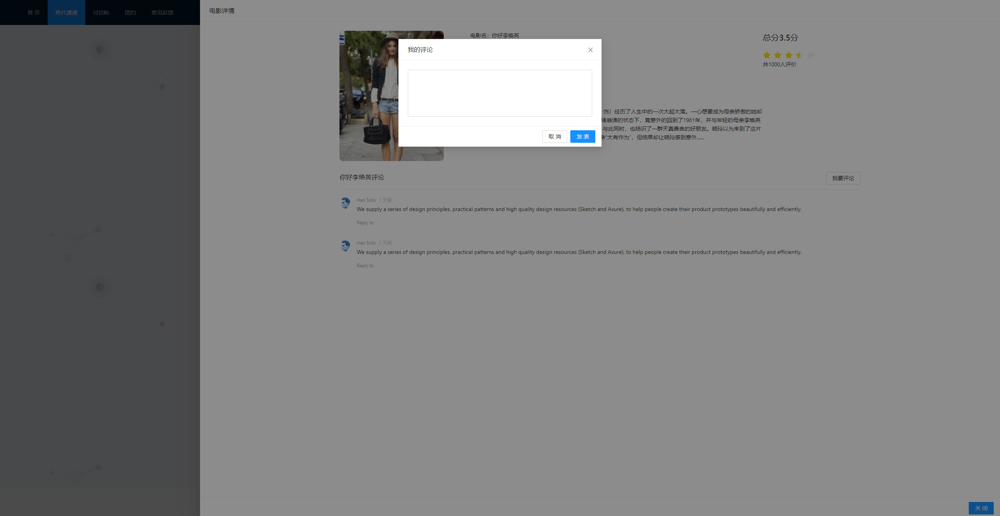 首 页
热片速递
讨论帖
团约
意见反馈
电影详情
电影名：你好李焕英
总分3.5分
共1000人评价
我的评论
取 消
发 表
饰）经历了人生中的一次大起大落。一心想要成为母亲骄傲的她却
绪崩溃的状态下，竟意外的回到了1981年，并与年轻的母亲李焕英
与此同时，也结识了一群天真善良的好朋友。晓玲以为来到了这片
亲“大有作为”，但结果却让晓玲感到意外......
你好李焕英评论
我要评论
Han Solo 1 天前
We supply a series of design principles, practical patterns and high quality design resources (Sketch and Axure), to help people create their product prototypes beautifully and efficiently.
Reply to
Han Solo 2 天前
We supply a series of design principles, practical patterns and high quality design resources (Sketch and Axure), to help people create their product prototypes beautifully and efficiently.
Reply to
关 闭